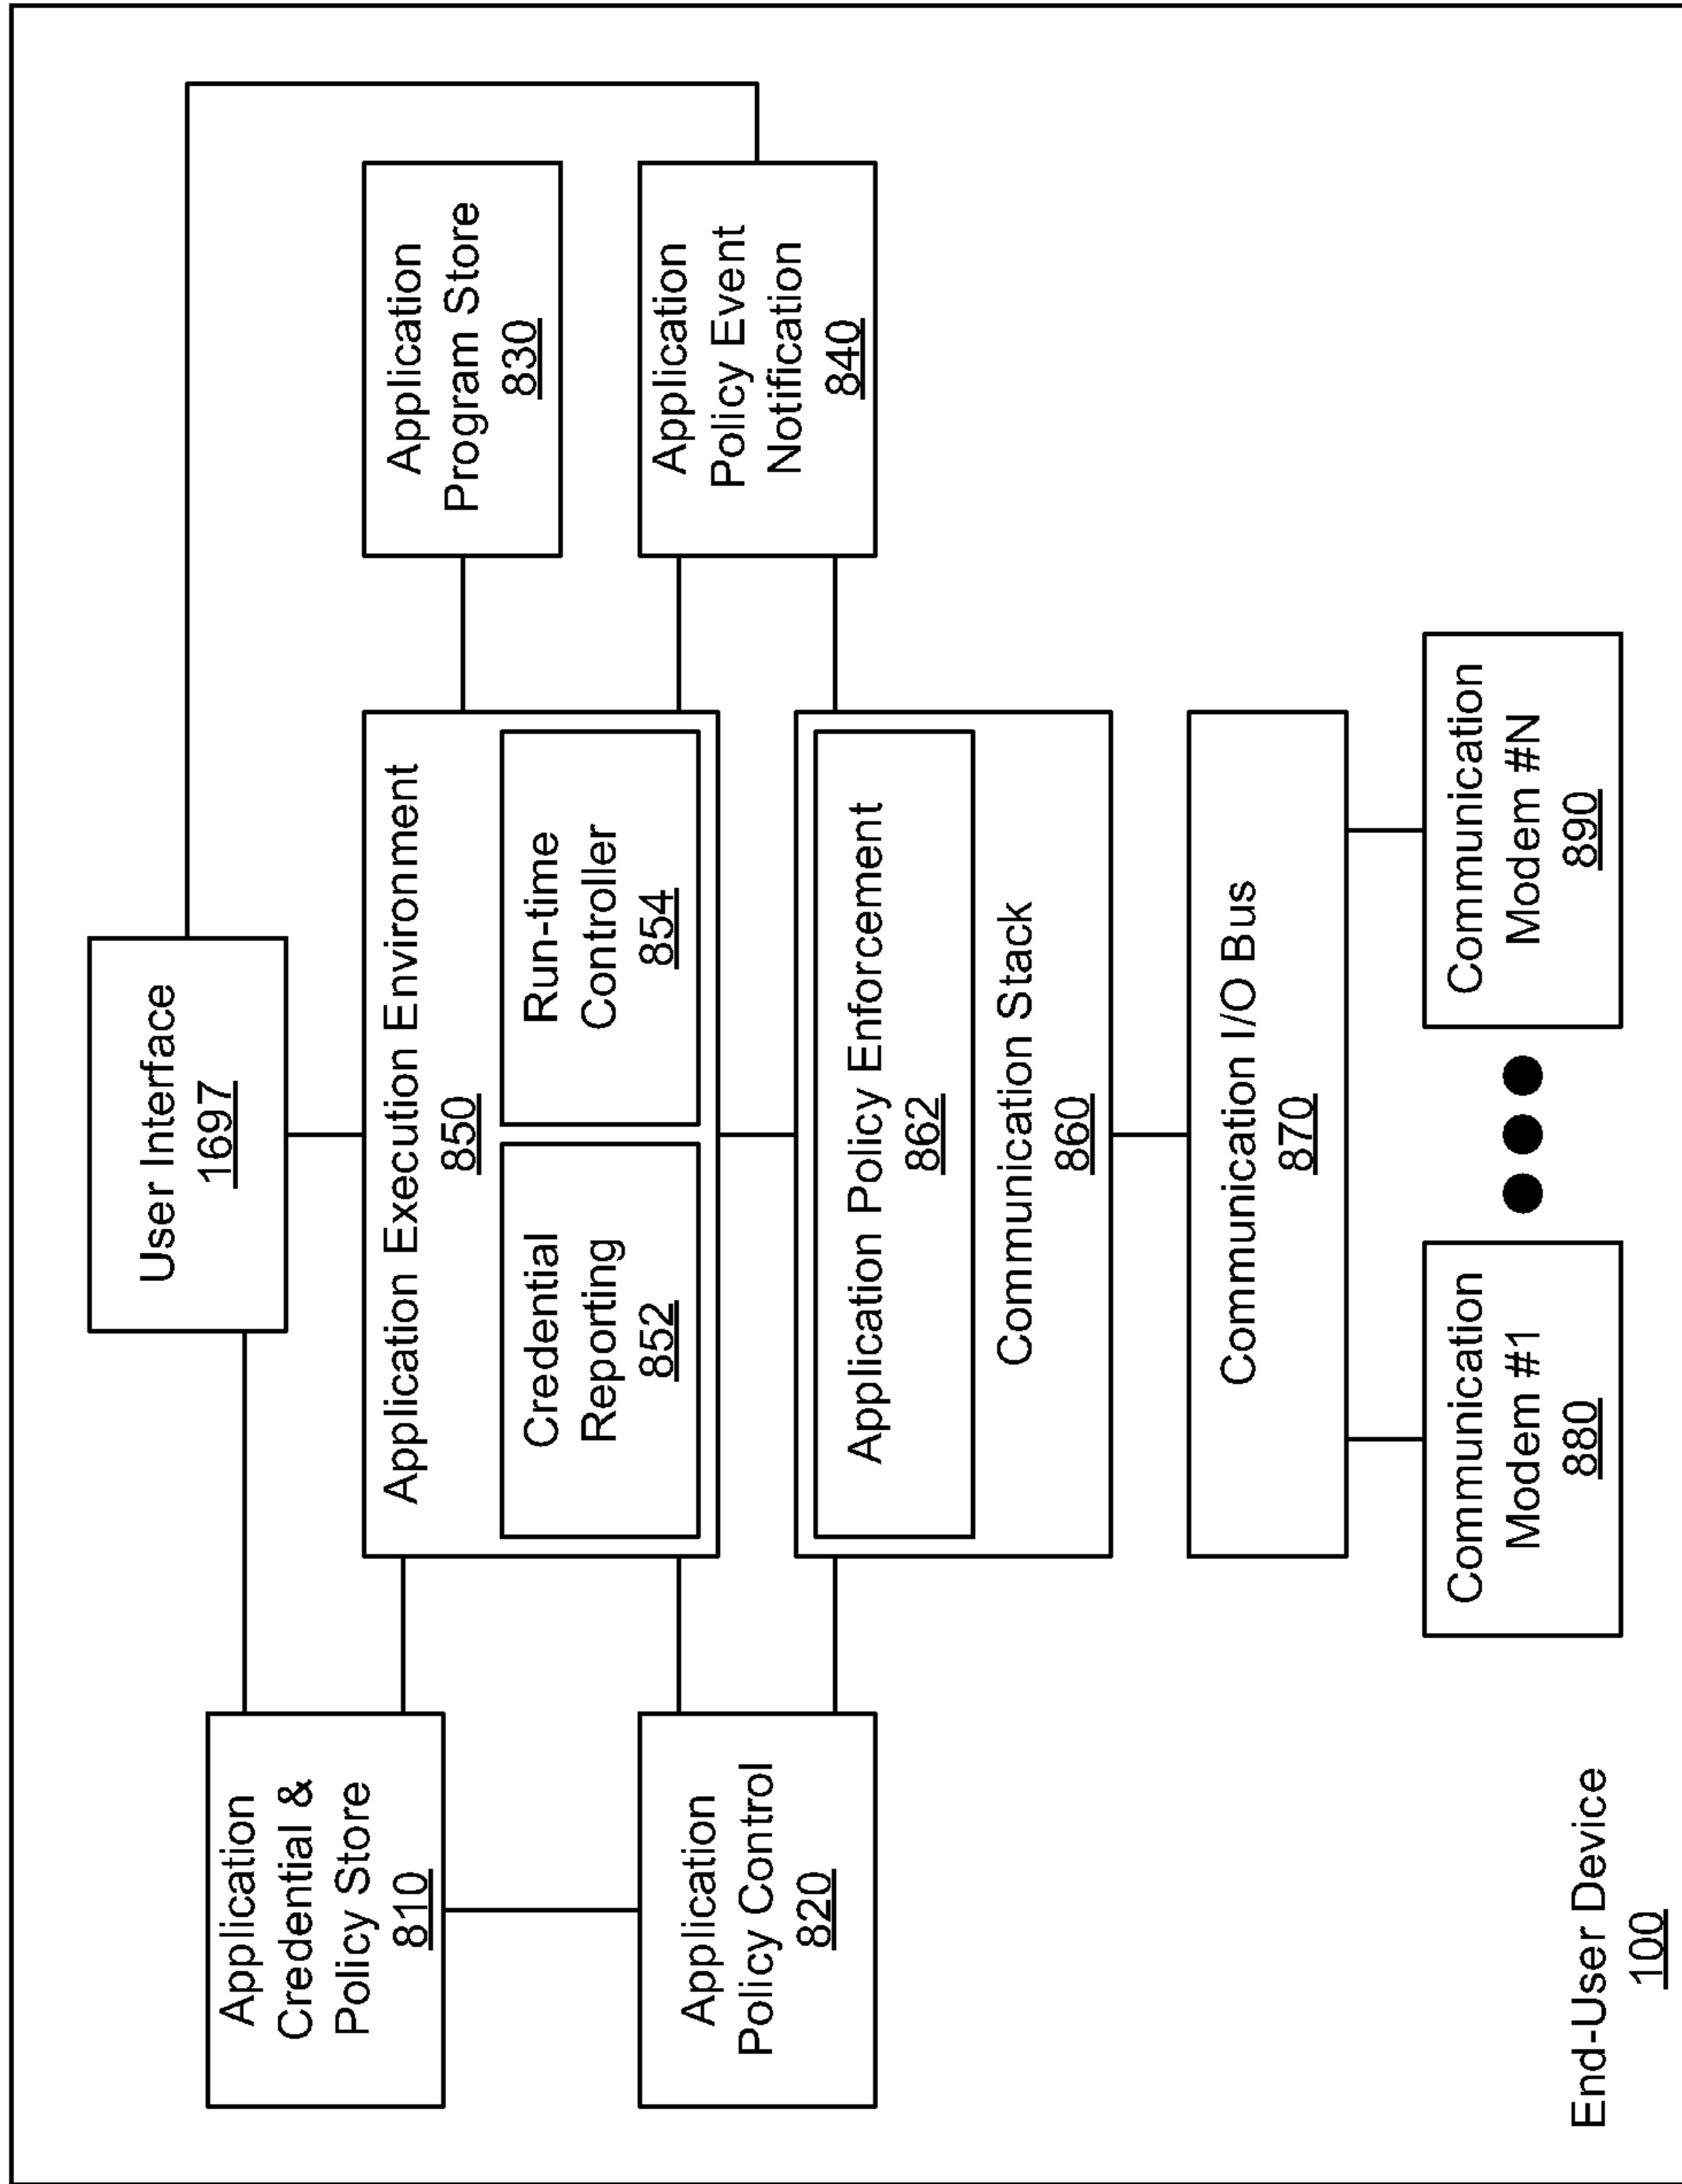 User Interface
1697
Application
Credential &
Policy Store
810
Application Execution Environment
850
Credential
Reporting
852
Run-time
Controller
854
Application
Program Store
830
Application
Policy Control
820
Application Policy Enforcement
862
Communication Stack
860
Application
Policy Event
Notification
840
Communication I/O Bus
870
Communication
Modem #1
880
Communication
Modem #N
890
End-User Device
100